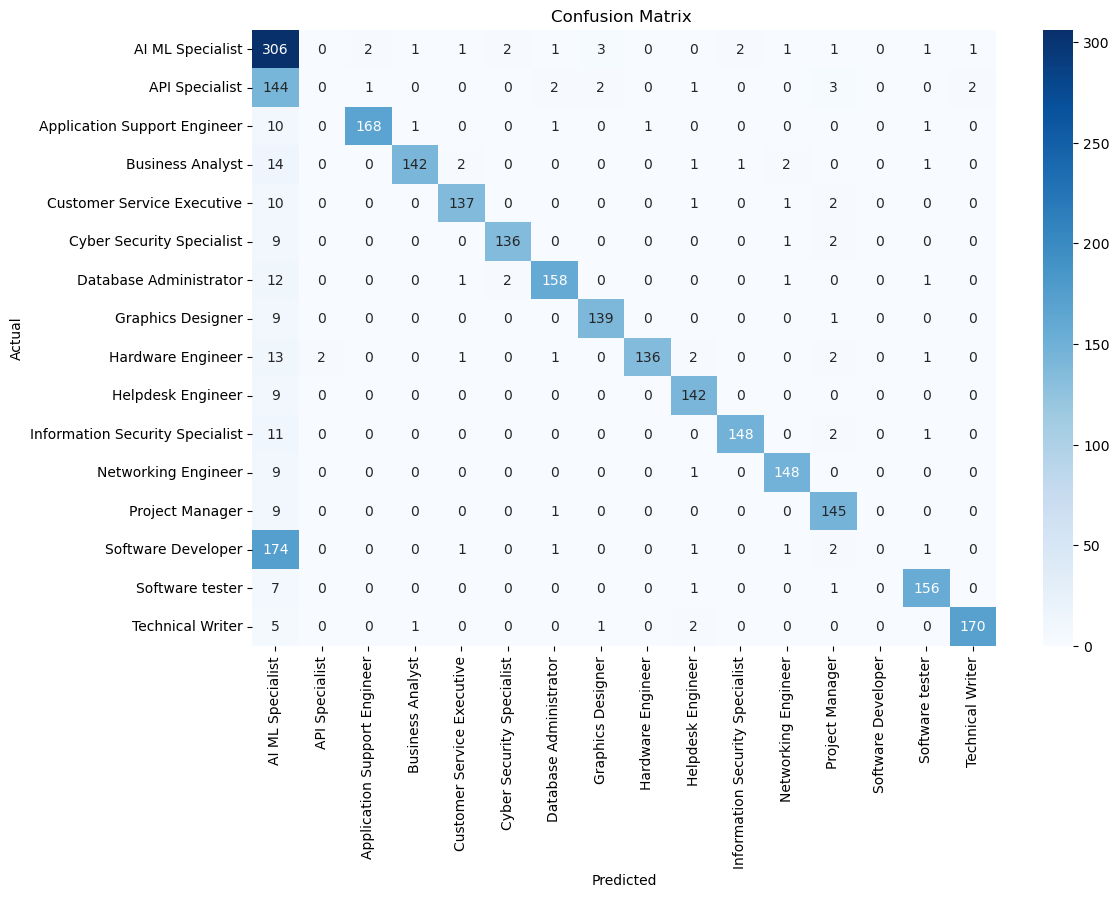 Confusion Matrix
AI ML Specialist 306 0 2 1 1 2 1 3 0 0 2 1 1 0 1 1
API Specialist 144 0 1 0 0 0 2 2 0 1 0 0 3 0 0 2
Application Support Engineer 10 0 168 1 0 0 1 0 1 0 0 0 0 0 1 0
Business Analyst 14 0 0 142 2 0 0 0 0 1 1 2 0 0 1 0
Customer Service Executive 10 0 0 0 137 0 0 0 0 1 0 1 2 0 0 0
Cyber Security Specialist 9 0 0 0 0 136 0 0 0 0 0 1 2 0 0 0
Database Administrator 12 0 0 0 1 2 158 0 0 0 0 1 0 0 1 0
Graphics Designer 9 0 0 0 0 0 0 139 0 0 0 0 1 0 0 0
Hardware Engineer 13 2 0 0 1 0 1 0 136 2 0 0 2 0 1 0
Helpdesk Engineer 9 0 0 0 0 0 0 0 0 142 0 0 0 0 0 0
Information Security Specialist 11 0 0 0 0 0 0 0 0 0 148 0 2 0 1 0
Networking Engineer 9 0 0 0 0 0 0 0 0 1 0 148 0 0 0 0
Project Manager 9 0 0 0 0 0 1 0 0 0 0 0 145 0 0 0
Software Developer 174 0 0 0 1 0 1 0 0 1 0 1 2 0 1 0
Software tester 7 0 0 0 0 0 0 0 0 1 0 0 1 0 156 0
Technical Writer 5 0 0 1 0 0 0 1 0 2 0 0 0 0 0 170
Actual
AI ML Specialist
API Specialist
Application Support Engineer
Business Analyst
Customer Service Executive
Cyber Security Specialist
Database Administrator
Graphics Designer
Hardware Engineer
Helpdesk Engineer
Information Security Specialist
Networking Engineer
Project Manager
Software Developer
Software tester
Technical Writer
Predicted
300
250
200
150
100
50
0